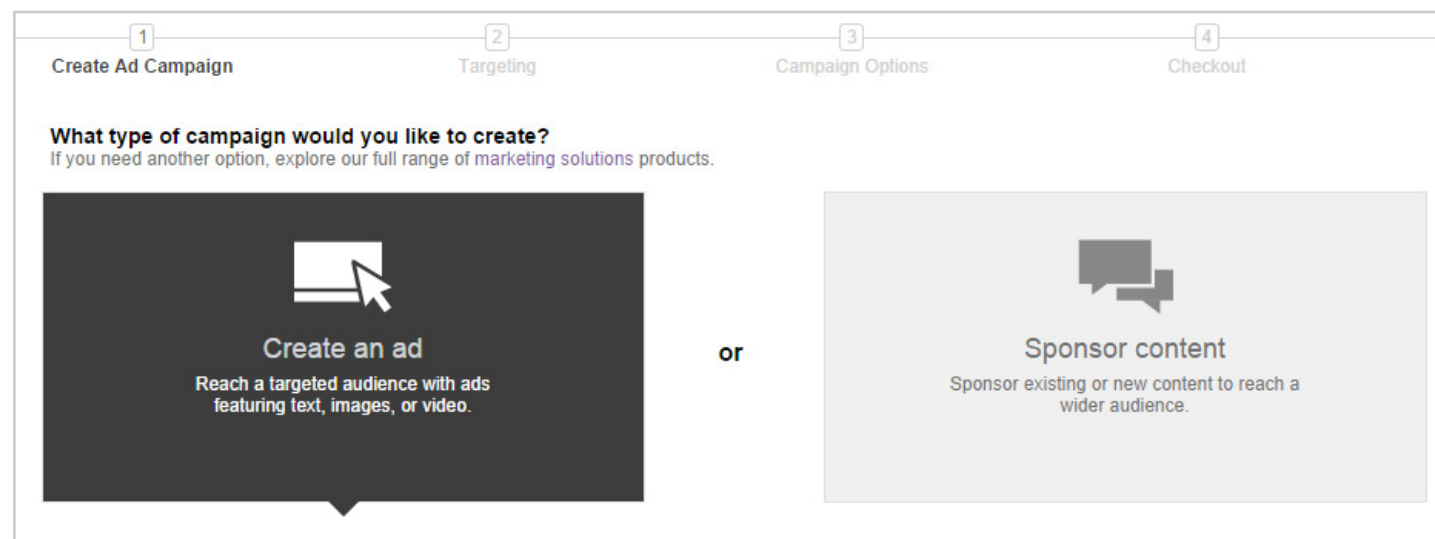 1 2 3 4
Create Ad Campaign Targeting Campaign Options Checkout
What type of campaign would you like to create?
If you need another option, explore our full range of marketing solutions products.
Create an ad
Reach a targeted audience with ads
featuring text, images, or video.
or
Sponsor content
Sponsor existing or new content to reach a
wider audience.